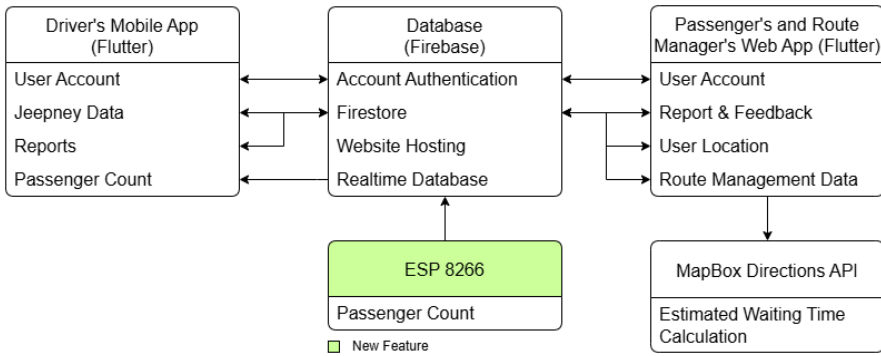 Driver's Mobile App
(Flutter)
User Account
Jeepney Data
Reports
Passenger Count
Database
(Firebase)
Account Authentication
Firestore
Website Hosting
Realtime Database
Passenger's and Route
Manager's Web App (Flutter)
User Account
Report & Feedback
User Location
Route Management Data
ESP 8266
Passenger Count
New Feature
MapBox Directions API
Estimated Waiting Time
Calculation